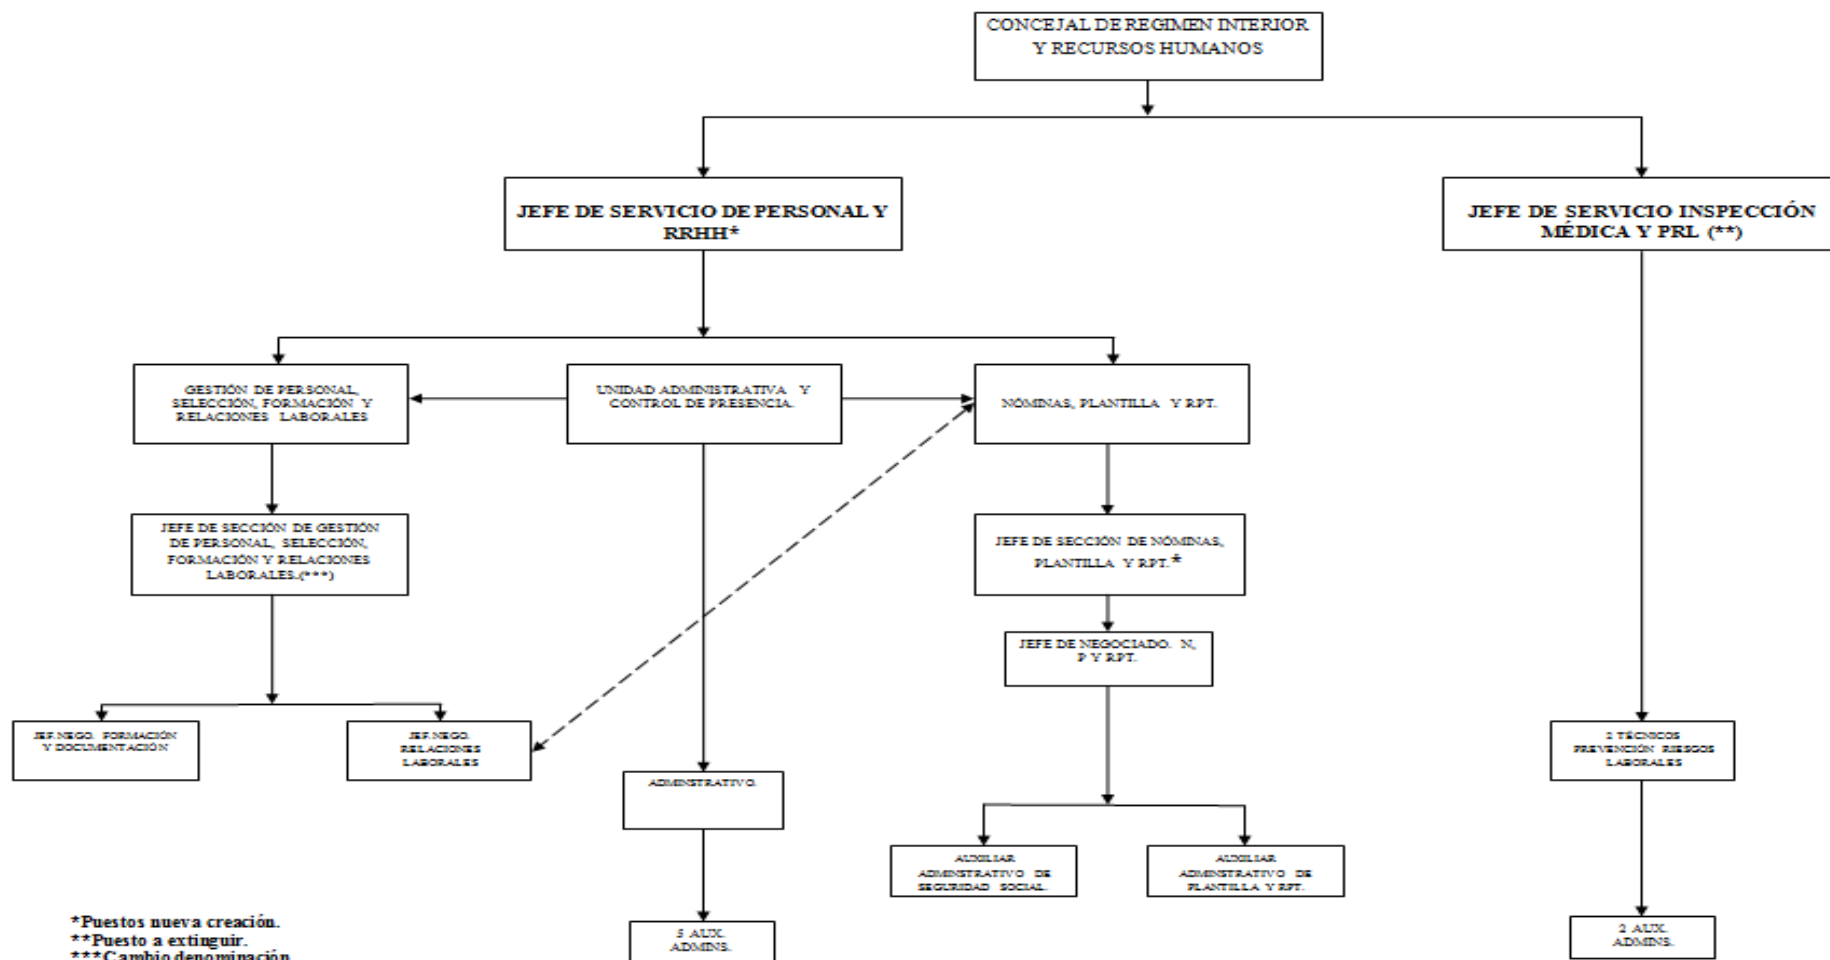 CONCEJAL DE REGIMEN INTERIOR
Y RECURSOS HUMANOS
JEFE DE SERVICIO DE PERSONAL Y
RRHH*
JEFE DE SERVICIO INSPECCIÓN
MÉDICA Y PRL (**)
GESTIÓN DE PERSONAL,
SELECCIÓN, FORMACIÓN Y
RELACIONES LABORALES
UNIDAD ADMINISTRATIVA Y
CONTROL DE PRESENCIA.
NÓMINAS, PLANTILLA Y RPT.
JEFE DE SECCIÓN DE GESTIÓN
DE PERSONAL, SELECCIÓN,
FORMACIÓN Y RELACIONES
LABORALES.(***)
JEFE DE SECCIÓN DE NÓMINAS,
PLANTILLA Y RPT.*
JEFE DE NEGOCIADO. N,
P Y RPT.
JEF.NEGO. FORMACIÓN
Y DOCUMENTACIÓN
JEF.NEGO.
RELACIONES
LABORALES
2 TÉCNICOS
PREVENCIÓN RIESGOS
LABORALES
ADMINSTRATIVO.
AUXILIAR
ADMINSTRATIVO DE
SEGURIDAD SOCIAL.
AUXILIAR
ADMINSTRATIVO DE
PLANTILLA Y RPT.
5 AUX.
ADMINS.
2 AUX.
ADMINS.
*Puestos nueva creación.
**Puesto a extinguir.
***Cambio denominación